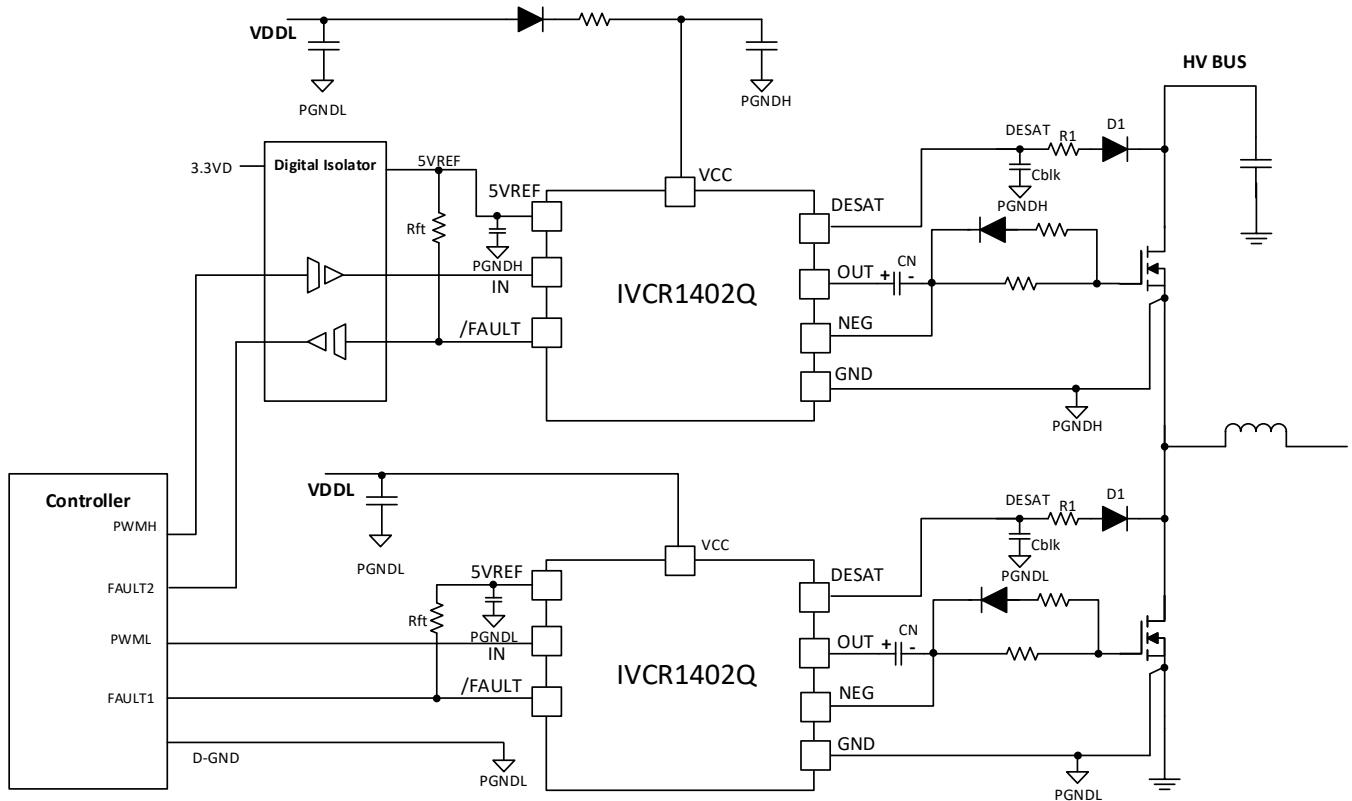 VDDL
PGNDL
PGNDH
HV BUS
3.3VD
Digital Isolator
5VREF
Rft
5VREF
PGNDH
IN
/FAULT
VCC
IVCR1402Q
DESAT
OUT
NEG
GND
+
CN
-
DESAT
R1
D1
Cblk
PGNDH
PGNDH
Controller
PWMH
FAULT2
PWML
FAULT1
D-GND
PGNDL
VDDL
PGNDL
5VREF
Rft
PGNDL
IN
/FAULT
VCC
IVCR1402Q
DESAT
OUT
NEG
GND
+
CN
-
DESAT
R1
D1
Cblk
PGNDL
PGNDL